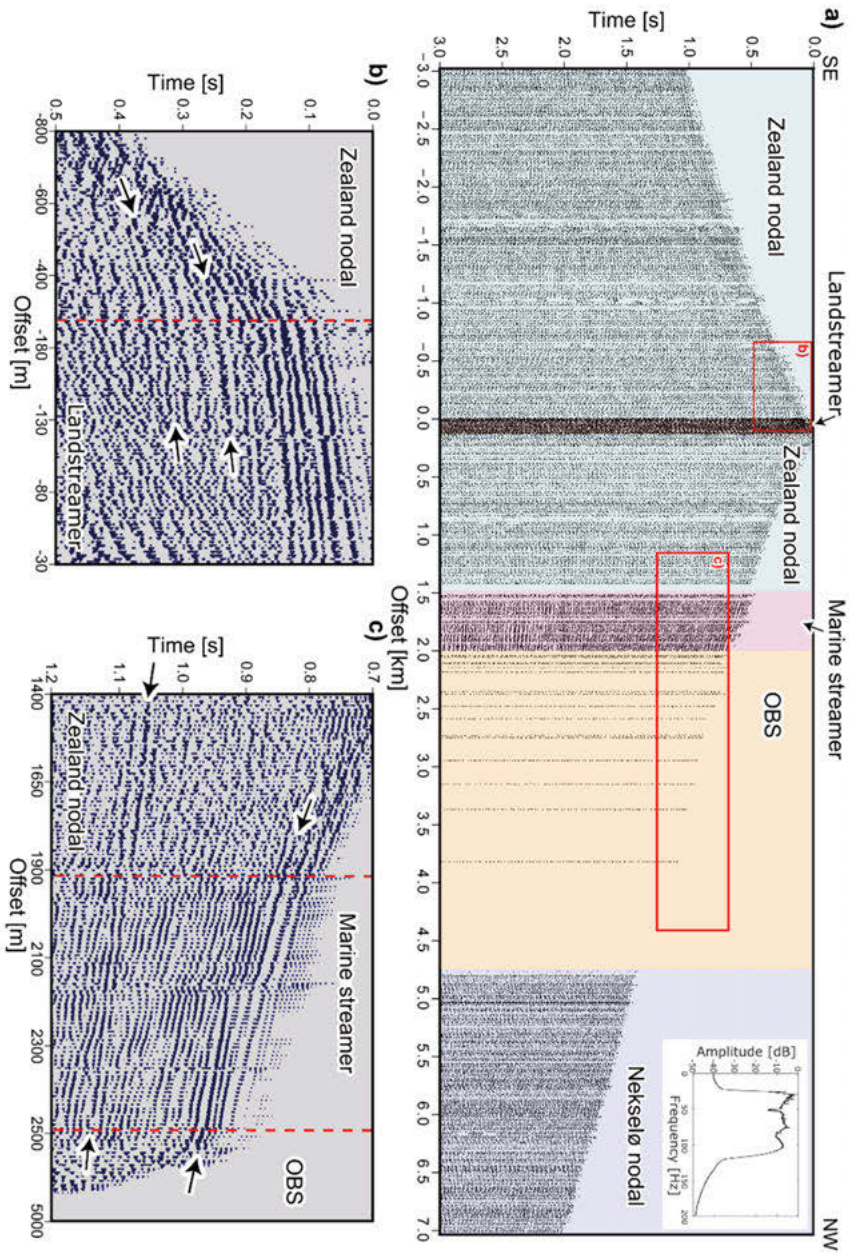 a)
SE
NW
Landstreamer
Marine streamer
Zealand nodal
Zealand nodal
OBS
Nekselø nodal
b)
c)
Time [s]
0.0
1.0
1.5
2.0
2.5
3.0
-3.0 -2.5 -2.0 -1.5 -1.0 -0.5 0.0 0.5 1.0 1.5 2.0 2.5 3.0 3.5 4.0 4.5 5.0 5.5 6.0 6.5 7.0
Offset [km]
Amplitude [dB]
0
-10
-20
-30
-40
-50
0 50 100 150 200
Frequency [Hz]
b)
Zealand nodal
Landstreamer
Time [s]
0.0
0.1
0.2
0.3
0.4
0.5
-800 -600 -400 -180 -130 -80 -30
Offset [m]
c)
Zealand nodal
Marine streamer
OBS
Time [s]
0.7
0.8
0.9
1.0
1.1
1.2
1400 1650 1900 2100 2300 2500 5000
Offset [m]